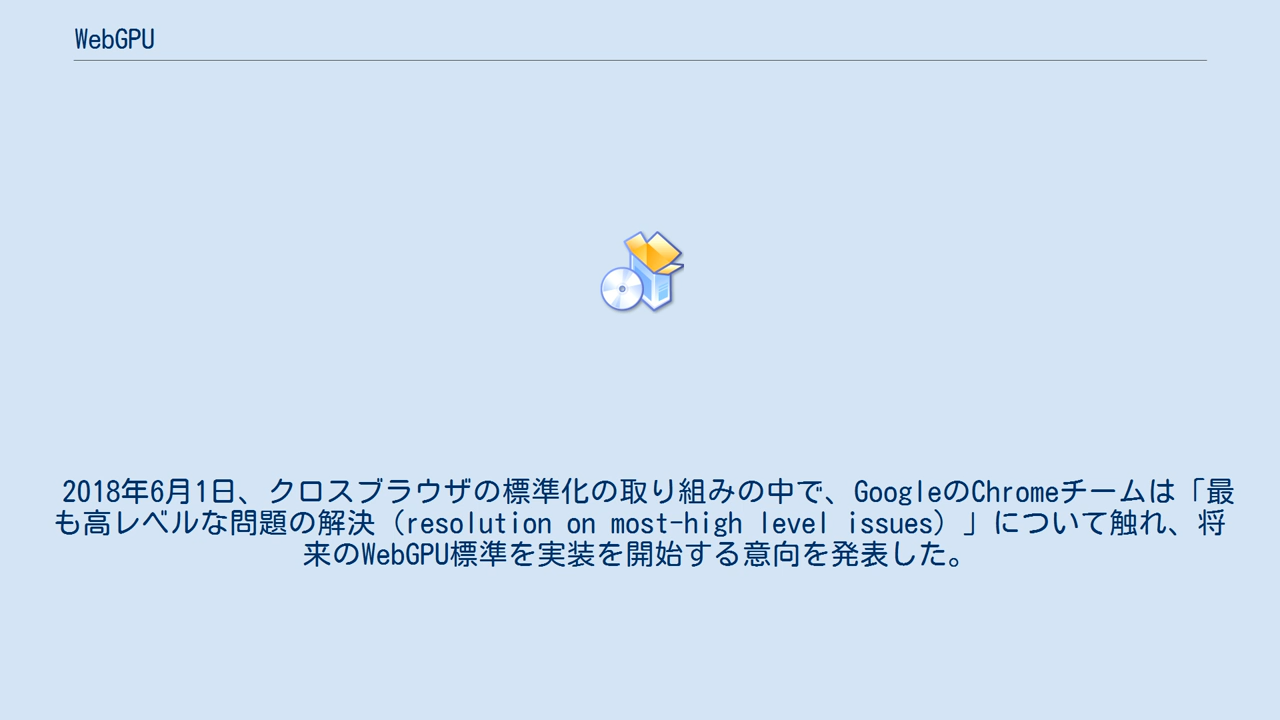 WebGPU
2018年6月1日、クロスブラウザの標準化の取り組みの中で、GoogleのChromeチームは「最
も高レベルな問題の解決（resolution on most-high level issues）」について触れ、将
来のWebGPU標準を実装を開始する意向を発表した。